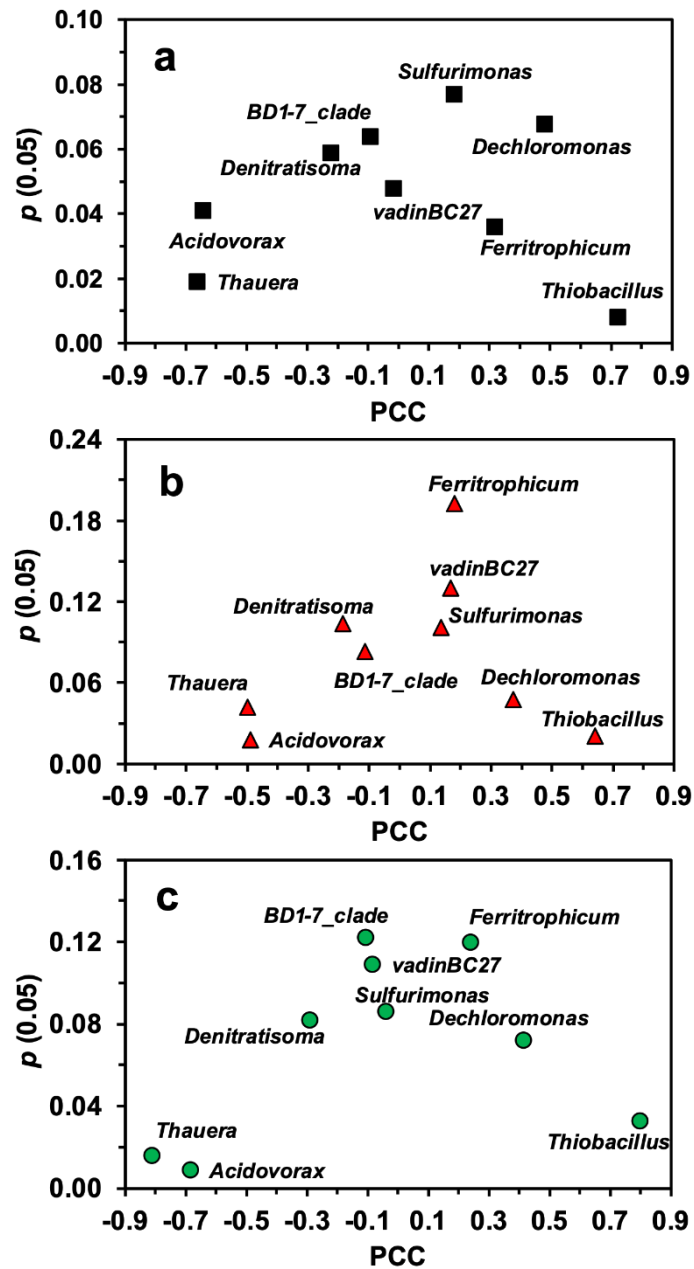 0.10
a
Sulfurimonas
0.08
BD1-7_clade
Dechloromonas
0.06
Denitratisoma
p (0.05)
vadinBC27
0.04
Acidovorax
Ferritrophicum
0.02
Thauera
Thiobacillus
0.00
-0.9 -0.7 -0.5 -0.3 -0.1 0.1 0.3 0.5 0.7 0.9
PCC
0.24
b
Ferritrophicum
0.18
vadinBC27
p (0.05)
0.12
Denitratisoma
Sulfurimonas
Thauera
BD1-7_clade
Dechloromonas
0.06
Thiobacillus
Acidovorax
0.00
-0.9 -0.7 -0.5 -0.3 -0.1 0.1 0.3 0.5 0.7 0.9
PCC
0.16
c
BD1-7_clade
Ferritrophicum
0.12
vadinBC27
Sulfurimonas
p (0.05)
0.08
Dechloromonas
Denitratisoma
0.04
Thauera
Thiobacillus
Acidovorax
0.00
-0.9 -0.7 -0.5 -0.3 -0.1 0.1 0.3 0.5 0.7 0.9
PCC